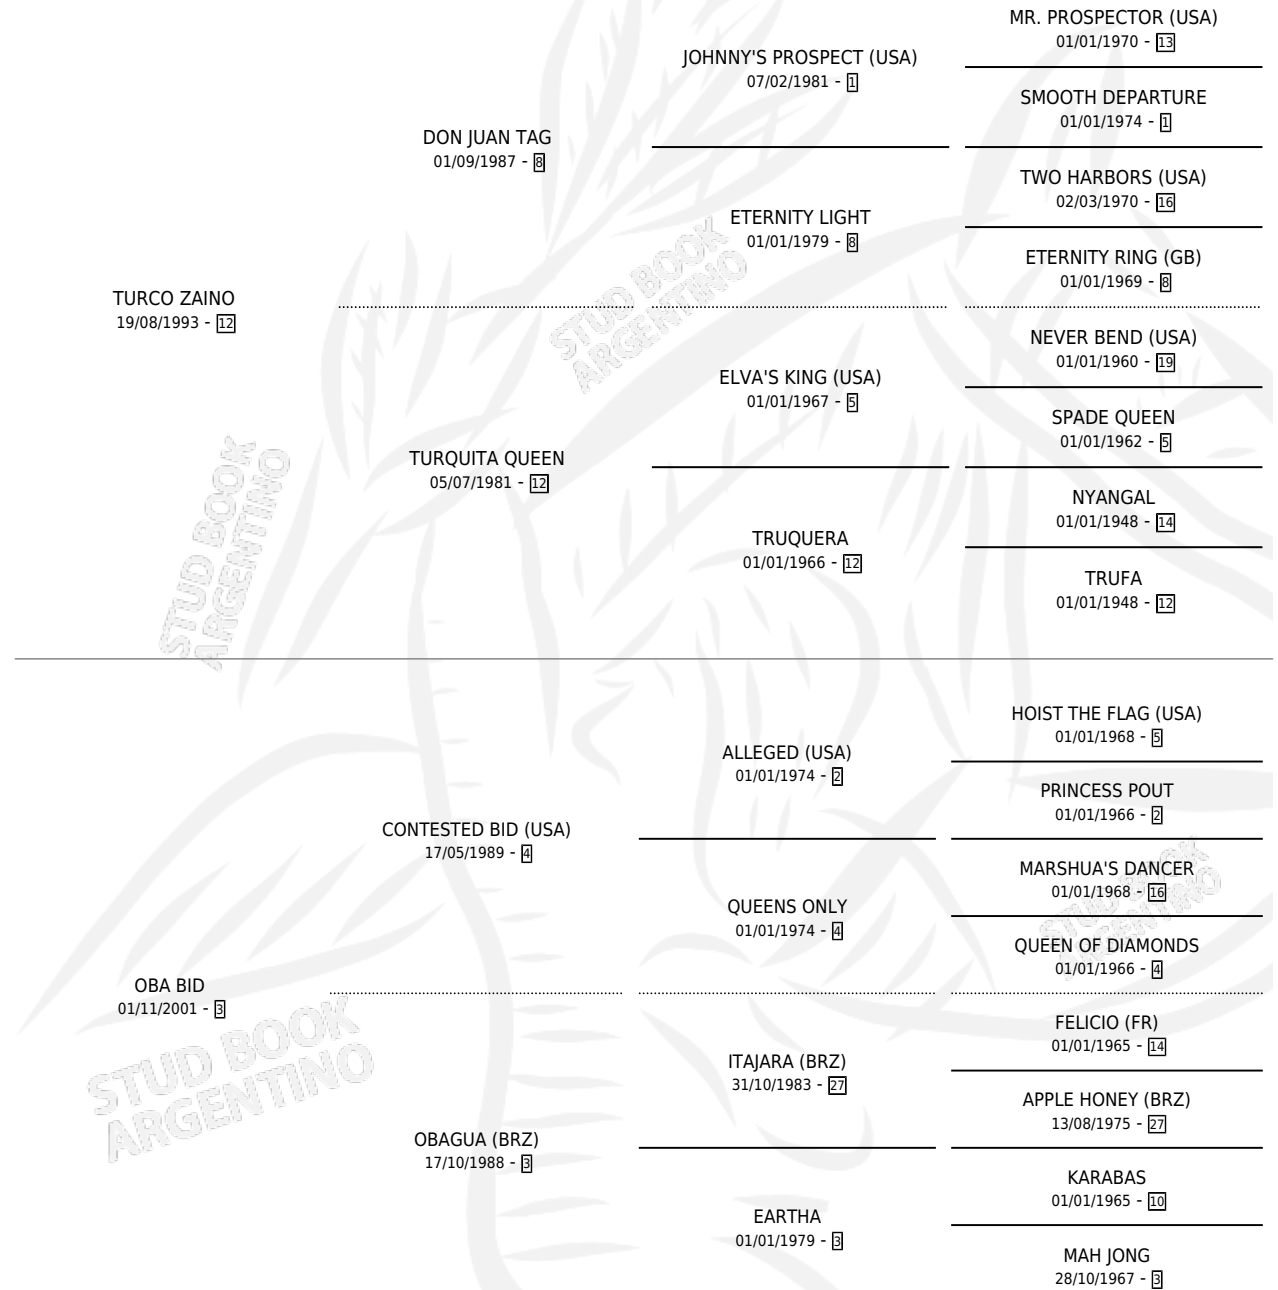 MR. PROSPECTOR (USA)
01/01/1970 - 13
JOHNNY'S PROSPECT (USA)
07/02/1981 - 1
SMOOTH DEPARTURE
01/01/1974 - 1
DON JUAN TAG
01/09/1987 - 8
TWO HARBORS (USA)
02/03/1970 - 16
ETERNITY LIGHT
01/01/1979 - 8
ETERNITY RING (GB)
01/01/1969 - 8
TURCO ZAINO
19/08/1993 - 12
NEVER BEND (USA)
01/01/1960 - 19
ELVA'S KING (USA)
01/01/1967 - 5
SPADE QUEEN
01/01/1962 - 5
TURQUITA QUEEN
05/07/1981 - 12
NYANGAL
01/01/1948 - 14
TRUQUERA
01/01/1966 - 12
TRUFA
01/01/1948 - 12
STUD BOOK
ARGENTINO
STUD BOOK
ARGENTINO
HOIST THE FLAG (USA)
01/01/1968 - 5
ALLEGED (USA)
01/01/1974 - 2
PRINCESS POUT
01/01/1966 - 2
CONTESTED BID (USA)
17/05/1989 - 4
MARSHUA'S DANCER
01/01/1968 - 16
QUEENS ONLY
01/01/1974 - 4
QUEEN OF DIAMONDS
01/01/1966 - 4
OBA BID
01/11/2001 - 3
FELICIO (FR)
01/01/1965 - 14
ITAJARA (BRZ)
31/10/1983 - 27
APPLE HONEY (BRZ)
13/08/1975 - 27
OBAGUA (BRZ)
17/10/1988 - 3
KARABAS
01/01/1965 - 10
EARTHA
01/01/1979 - 3
MAH JONG
28/10/1967 - 3
STUD BOOK
ARGENTINO
STUD BOOK
ARGENTINO